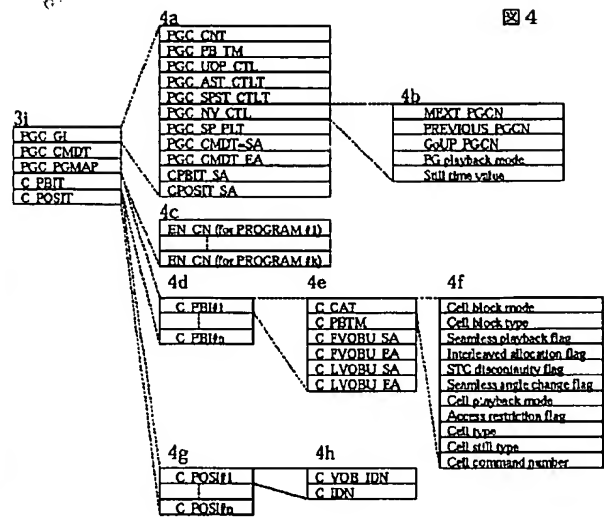 図4
4a
PGC CNT
PGC PB TM
PGC UOP CTL
PGC AST CTLT
PGC SPST CTLT
PGC NV CTL
PGC SP PLT
PGC CMDT-SA
PGC CMDT EA
CPBIT SA
CPOSIT SA
3i
PGC GI
PGC CMDT
PGC PGMAP
C PBIT
C POSIT
4b
MEXT PGCN
PREVIOUS PGCN
GoUP PGCN
PG playback mode
Still time value
4c
EN CN (for PROGRAM #1)
EN CN (for PROGRAM #k)
4d
C PBI#1
C PBI#n
4e
C CAT
C PBTM
C FVOBU SA
C FVOBU EA
C LVOBU SA
C LVOBU EA
4f
Cell block mode
Cell block type
Seamless playback flag
Interleaved allocation flag
STC discontinuity flag
Seamless angle change flag
Cell playback mode
Access restriction flag
Cell type
Cell still type
Cell command number
4g
C POSI#1
C POSI#n
4h
C VOB IDN
C IDN